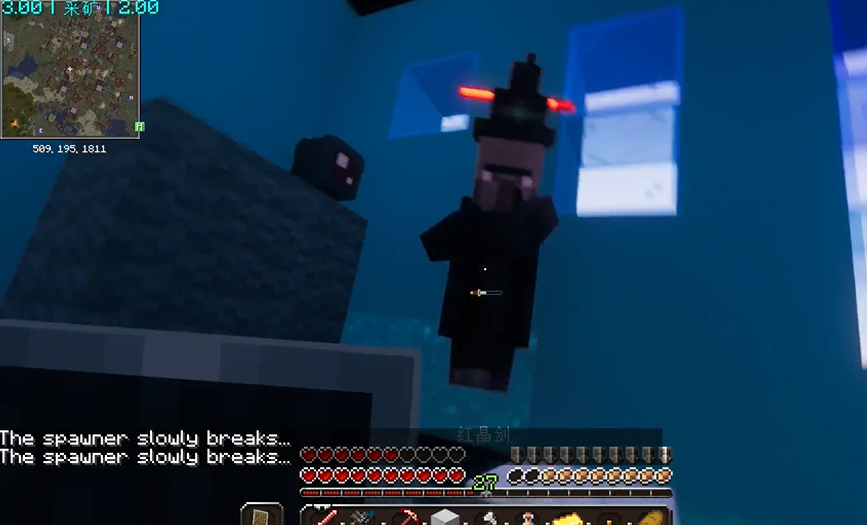 3.00 | 采矿 | 2.00
509, 195, 1811
The spawner slowly breaks...
The spawner slowly breaks...
红晶剑
27